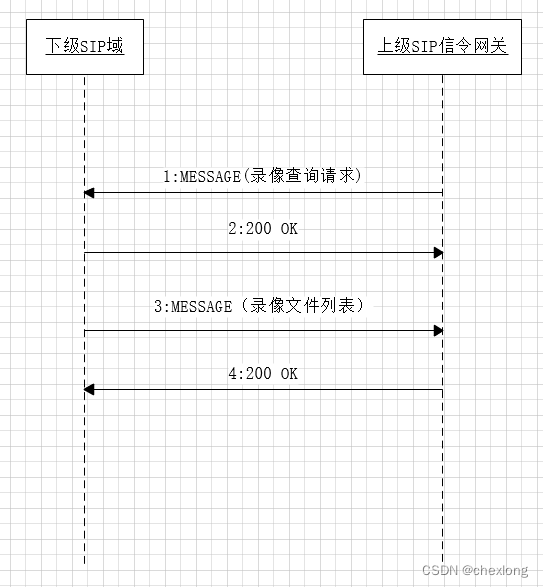 下级SIP域
上级SIP信令网关
1:MESSAGE(录像查询请求)
2:200 OK
3:MESSAGE（录像文件列表）
4:200 OK
CSDN @chexlong